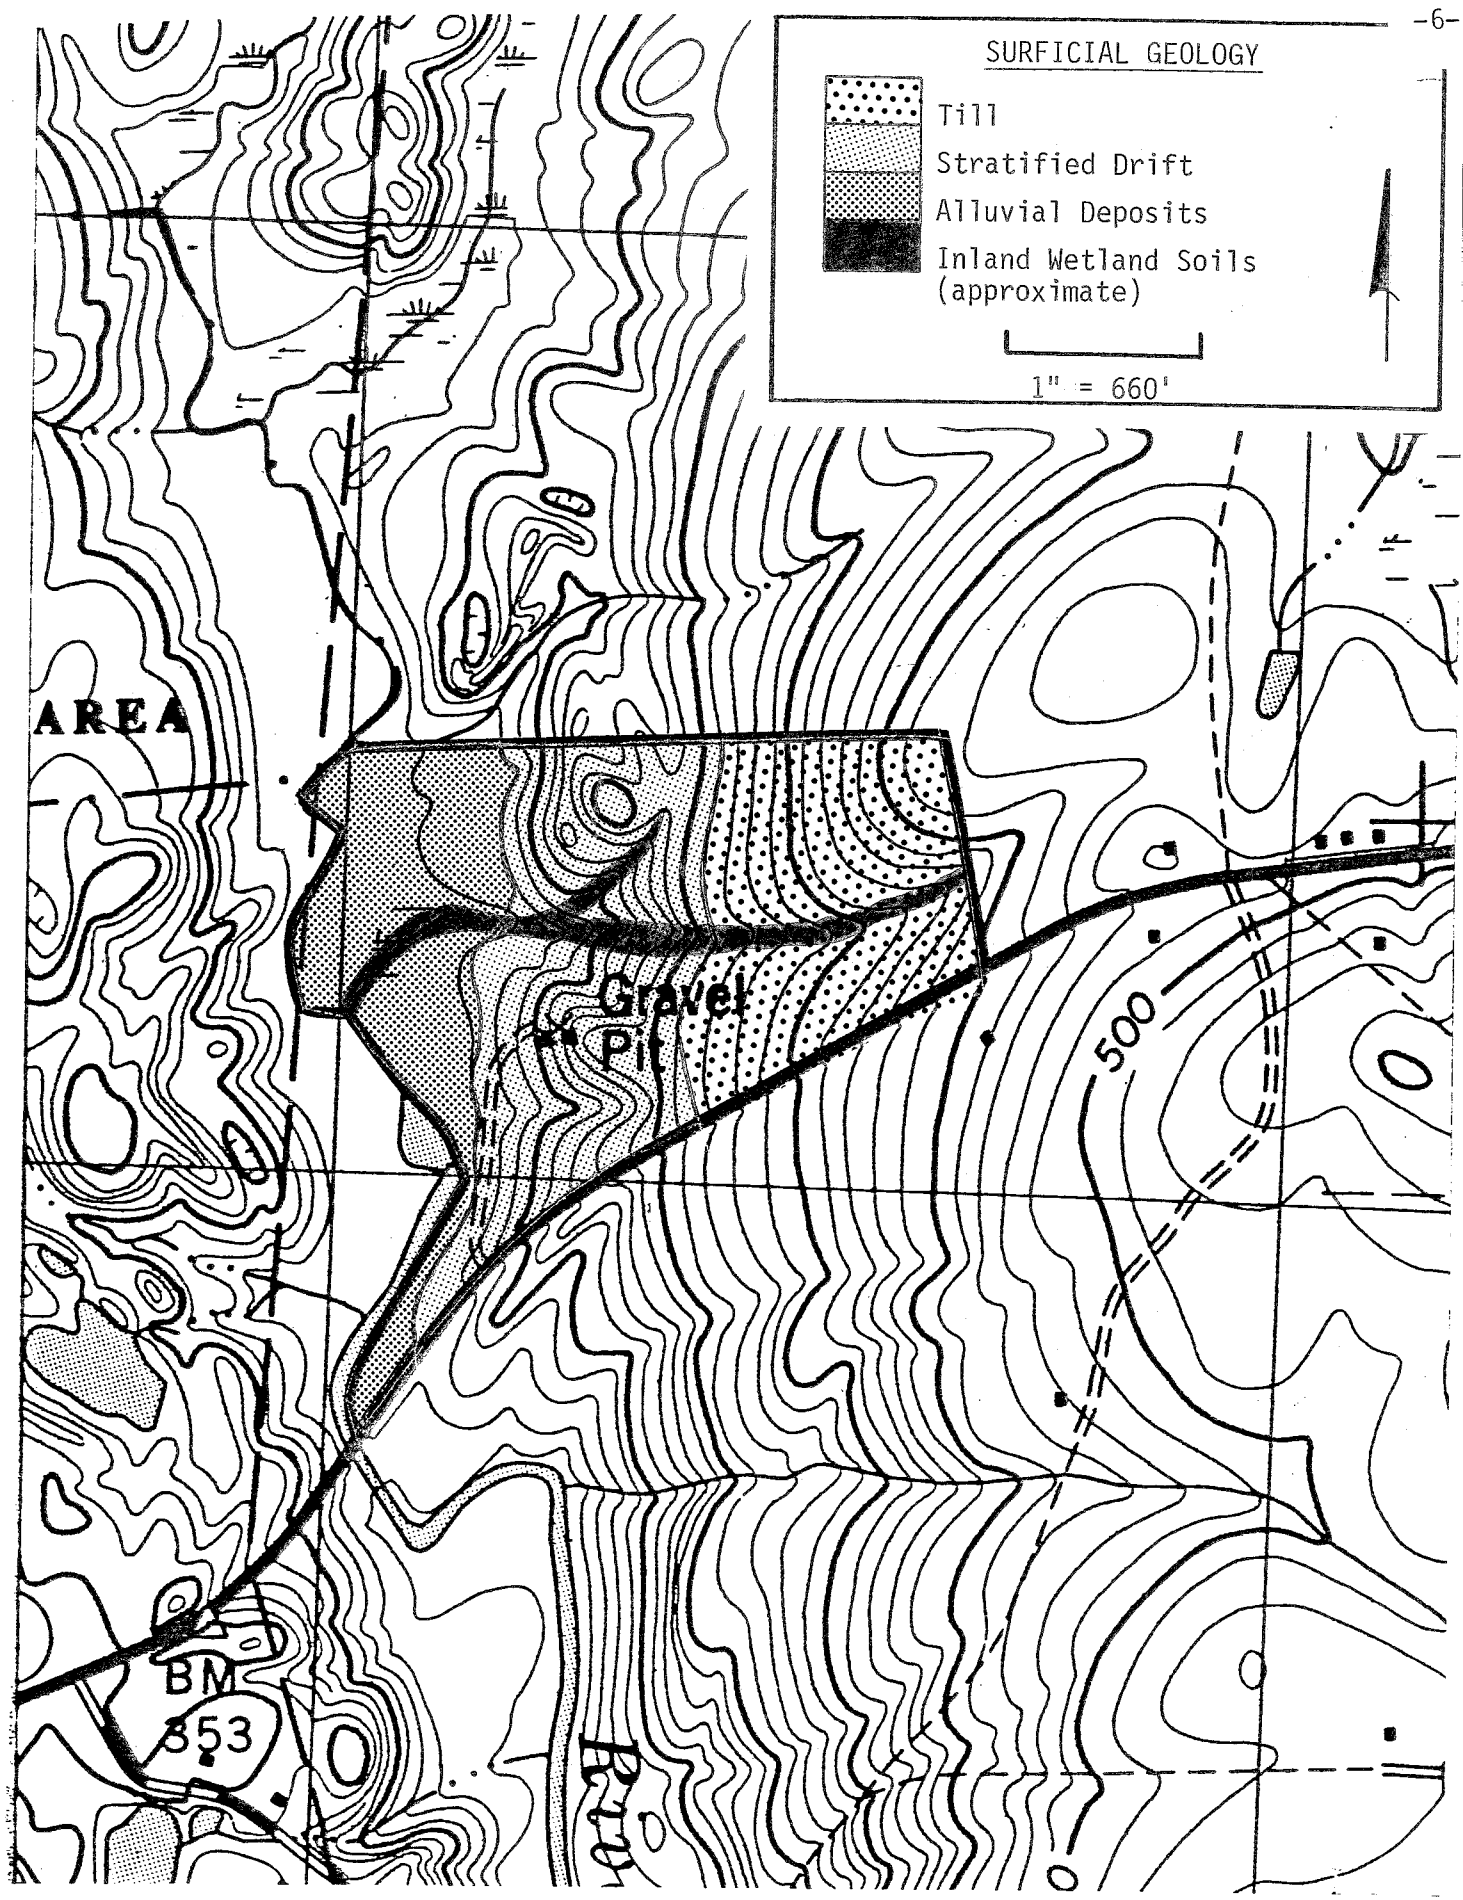 -6-
SURFICIAL GEOLOGY
Till
Stratified Drift
Alluvial Deposits
Inland Wetland Soils
(approximate)
1" = 660'
AREA
Gravel
Pit
500
BM
353
0